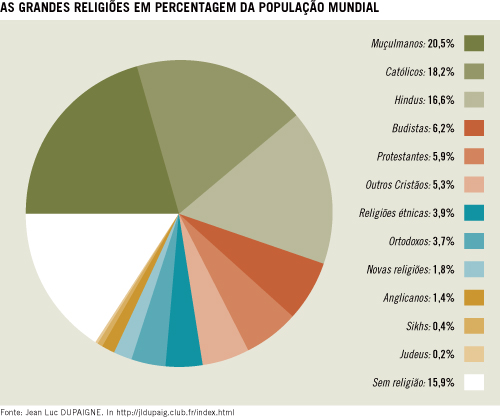 AS GRANDES RELIGIÕES EM PERCENTAGEM DA POPULAÇÃO MUNDIAL
Muçulmanos: 20,5%
Católicos: 18,2%
Hindus: 16,6%
Budistas: 6,2%
Protestantes: 5,9%
Outros Cristãos: 5,3%
Religiões étnicas: 3,9%
Ortodoxos: 3,7%
Novas religiões: 1,8%
Anglicanos: 1,4%
Sikhs: 0,4%
Judeus: 0,2%
Sem religião: 15,9%
Fonte: Jean Luc DUPAIGNE. In http://jldupaig.club.fr/index.html